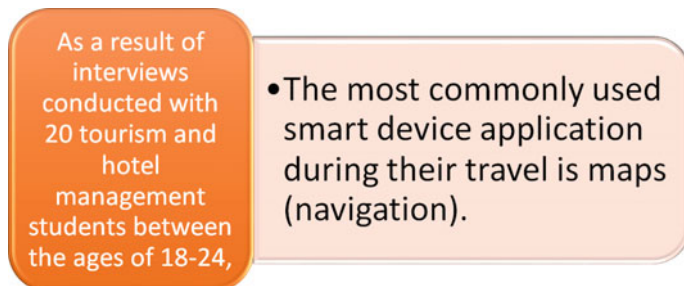 As a result of
interviews
conducted with
20 tourism and
hotel
management
students between
the ages of 18-24,
•The most commonly used
smart device application
during their travel is maps
(navigation).